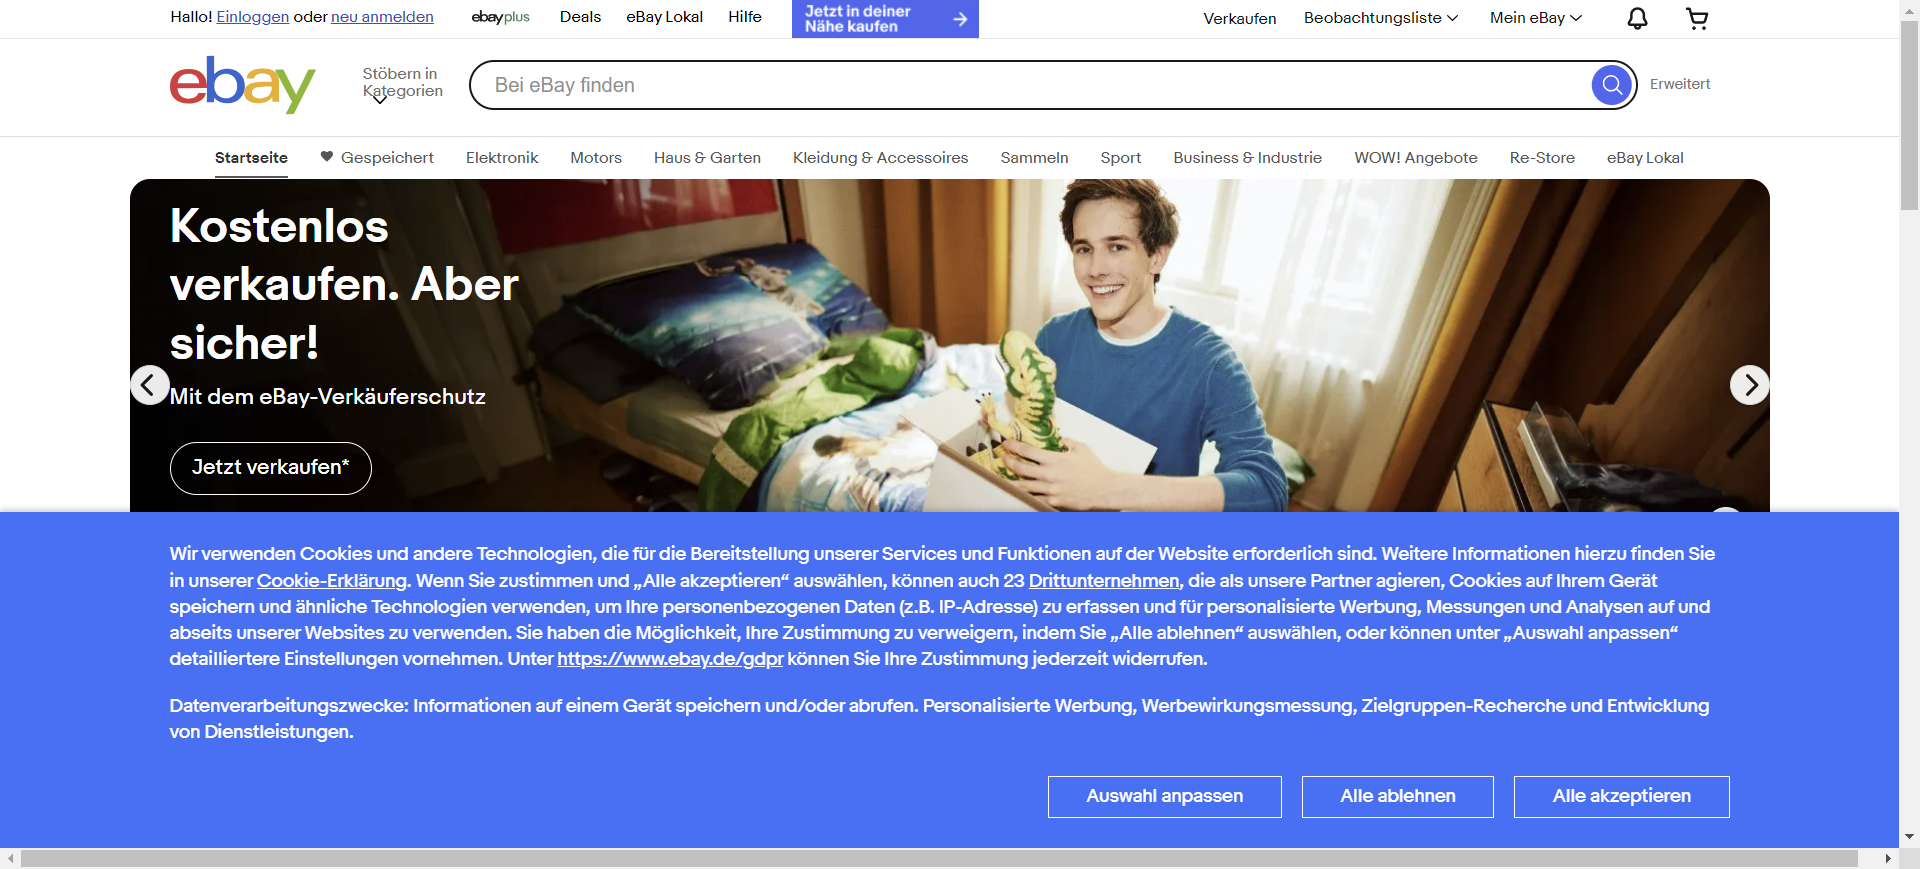 Hallo! Einloggen oder neu anmelden
ebayplus
Deals
eBay Lokal
Hilfe
Jetzt in deiner
Nähe kaufen
Verkaufen
Beobachtungsliste
Mein eBay
ebay
Stöbern in
Kategorien
Bei eBay finden
Erweitert
Startseite
Gespeichert
Elektronik
Motors
Haus & Garten
Kleidung & Accessoires
Sammeln
Sport
Business & Industrie
WOW! Angebote
Re-Store
eBay Lokal
Kostenlos
verkaufen. Aber
sicher!
Mit dem eBay-Verkäuferschutz
Jetzt verkaufen*
Wir verwenden Cookies und andere Technologien, die für die Bereitstellung unserer Services und Funktionen auf der Website erforderlich sind. Weitere Informationen hierzu finden Sie
in unserer Cookie-Erklärung. Wenn Sie zustimmen und „Alle akzeptieren“ auswählen, können auch 23 Drittunternehmen, die als unsere Partner agieren, Cookies auf Ihrem Gerät
speichern und ähnliche Technologien verwenden, um Ihre personenbezogenen Daten (z.B. IP-Adresse) zu erfassen und für personalisierte Werbung, Messungen und Analysen auf und
abseits unserer Websites zu verwenden. Sie haben die Möglichkeit, Ihre Zustimmung zu verweigern, indem Sie „Alle ablehnen“ auswählen, oder können unter „Auswahl anpassen“
detailliertere Einstellungen vornehmen. Unter https://www.ebay.de/gdpr können Sie Ihre Zustimmung jederzeit widerrufen.
Datenverarbeitungszwecke: Informationen auf einem Gerät speichern und/oder abrufen. Personalisierte Werbung, Werbewirkungsmessung, Zielgruppen-Recherche und Entwicklung
von Dienstleistungen.
Auswahl anpassen
Alle ablehnen
Alle akzeptieren